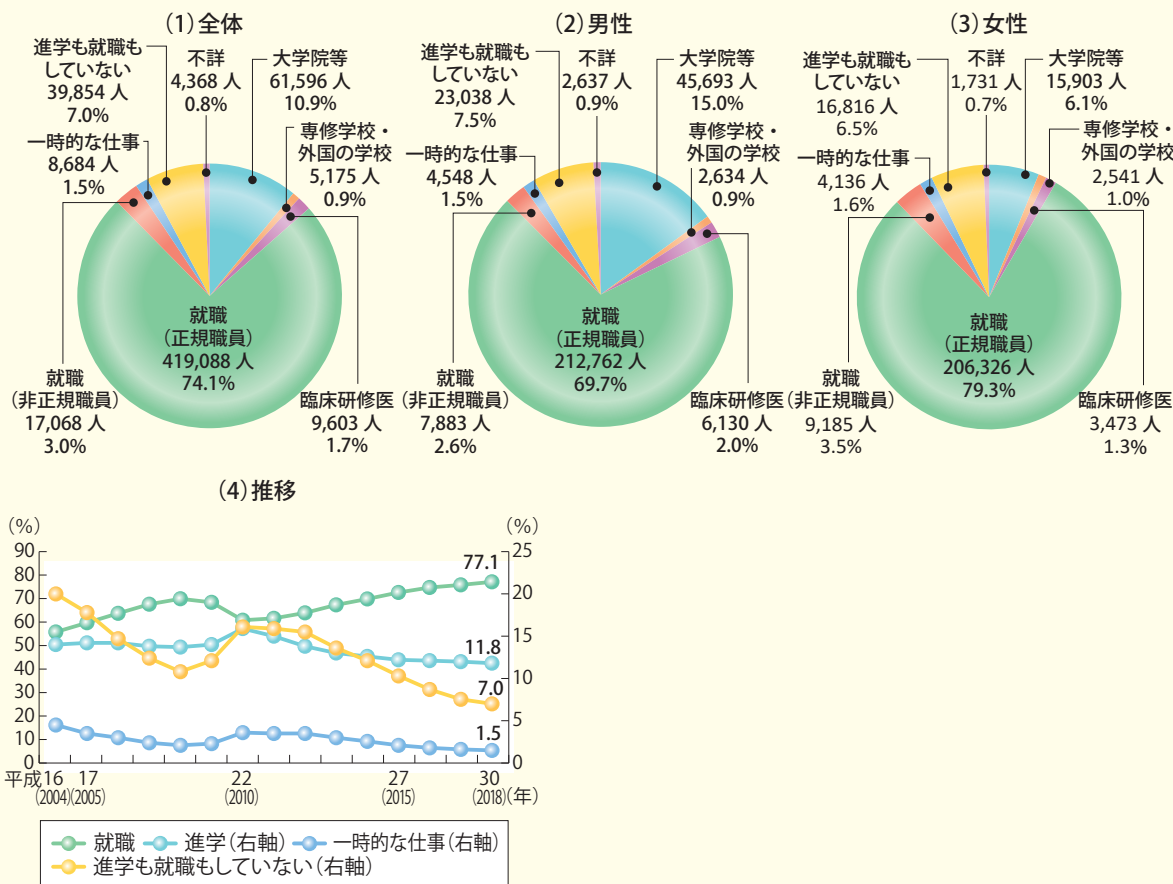 (1)全体
進学も就職も
していない
39,854 人
7.0%
不詳
4,368 人
0.8%
大学院等
61,596 人
10.9%
一時的な仕事
8,684 人
1.5%
専修学校・
外国の学校
5,175 人
0.9%
就職
(正規職員)
419,088 人
74.1%
就職
(非正規職員)
17,068 人
3.0%
臨床研修医
9,603 人
1.7%
(2)男性
進学も就職も
していない
23,038 人
7.5%
不詳
2,637 人
0.9%
大学院等
45,693 人
15.0%
一時的な仕事
4,548 人
1.5%
専修学校・
外国の学校
2,634 人
0.9%
就職
(正規職員)
212,762 人
69.7%
就職
(非正規職員)
7,883 人
2.6%
臨床研修医
6,130 人
2.0%
(3)女性
進学も就職も
していない
16,816 人
6.5%
不詳
1,731 人
0.7%
大学院等
15,903 人
6.1%
一時的な仕事
4,136 人
1.6%
専修学校・
外国の学校
2,541 人
1.0%
就職
(正規職員)
206,326 人
79.3%
就職
(非正規職員)
9,185 人
3.5%
臨床研修医
3,473 人
1.3%
(4)推移
(%)
90
80
70
60
50
40
30
20
10
0
(%)
25
20
15
10
5
0
77.1
11.8
7.0
1.5
平成16 17 22 27 30
(2004)(2005) (2010) (2015) (2018)(年)
就職 進学(右軸) 一時的な仕事(右軸)
進学も就職もしていない(右軸)